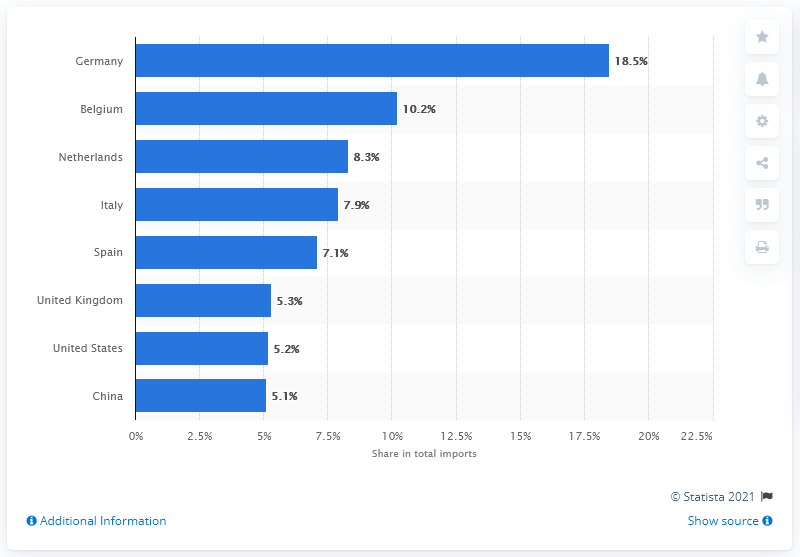 Germany 18.5%
Belgium 10.2%
Netherlands 8.3%
Italy 7.9%
Spain 7.1%
United Kingdom 5.3%
United States 5.2%
China 5.1%
0% 2.5% 5% 7.5% 10% 12.5% 15% 17.5% 20% 22.5%
Share in total imports
© Statista 2021
Additional Information Show source